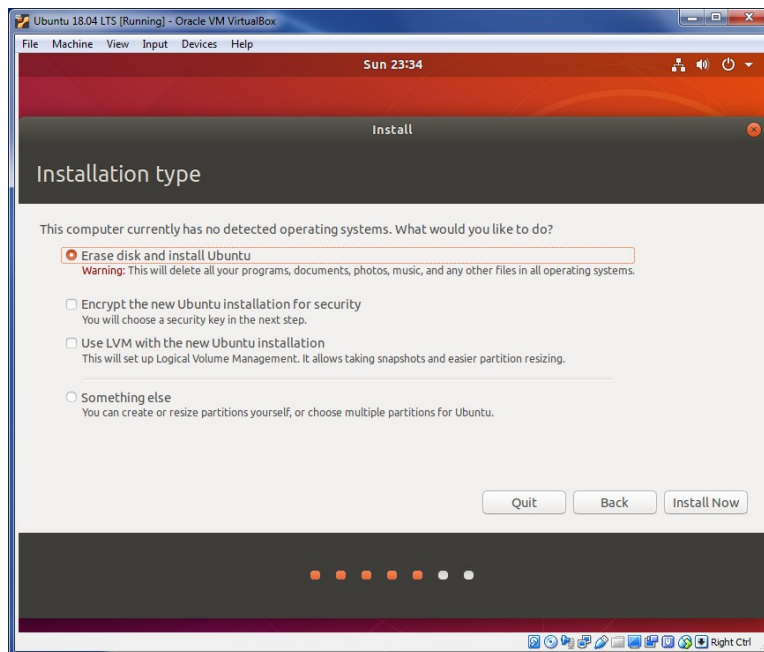 Ubuntu 18.04 LTS [Running] - Oracle VM VirtualBox
File Machine View Input Devices Help
Sun 23:34
Install
Installation type
This computer currently has no detected operating systems. What would you like to do?
Erase disk and install Ubuntu
Warning: This will delete all your programs, documents, photos, music, and any other files in all operating systems.
Encrypt the new Ubuntu installation for security
You will choose a security key in the next step.
Use LVM with the new Ubuntu installation
This will set up Logical Volume Management. It allows taking snapshots and easier partition resizing.
Something else
You can create or resize partitions yourself, or choose multiple partitions for Ubuntu.
Quit Back Install Now
Right Ctrl